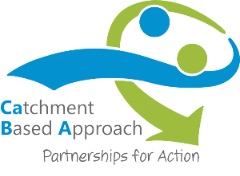 Catchment
Based Approach
Partnerships for Action